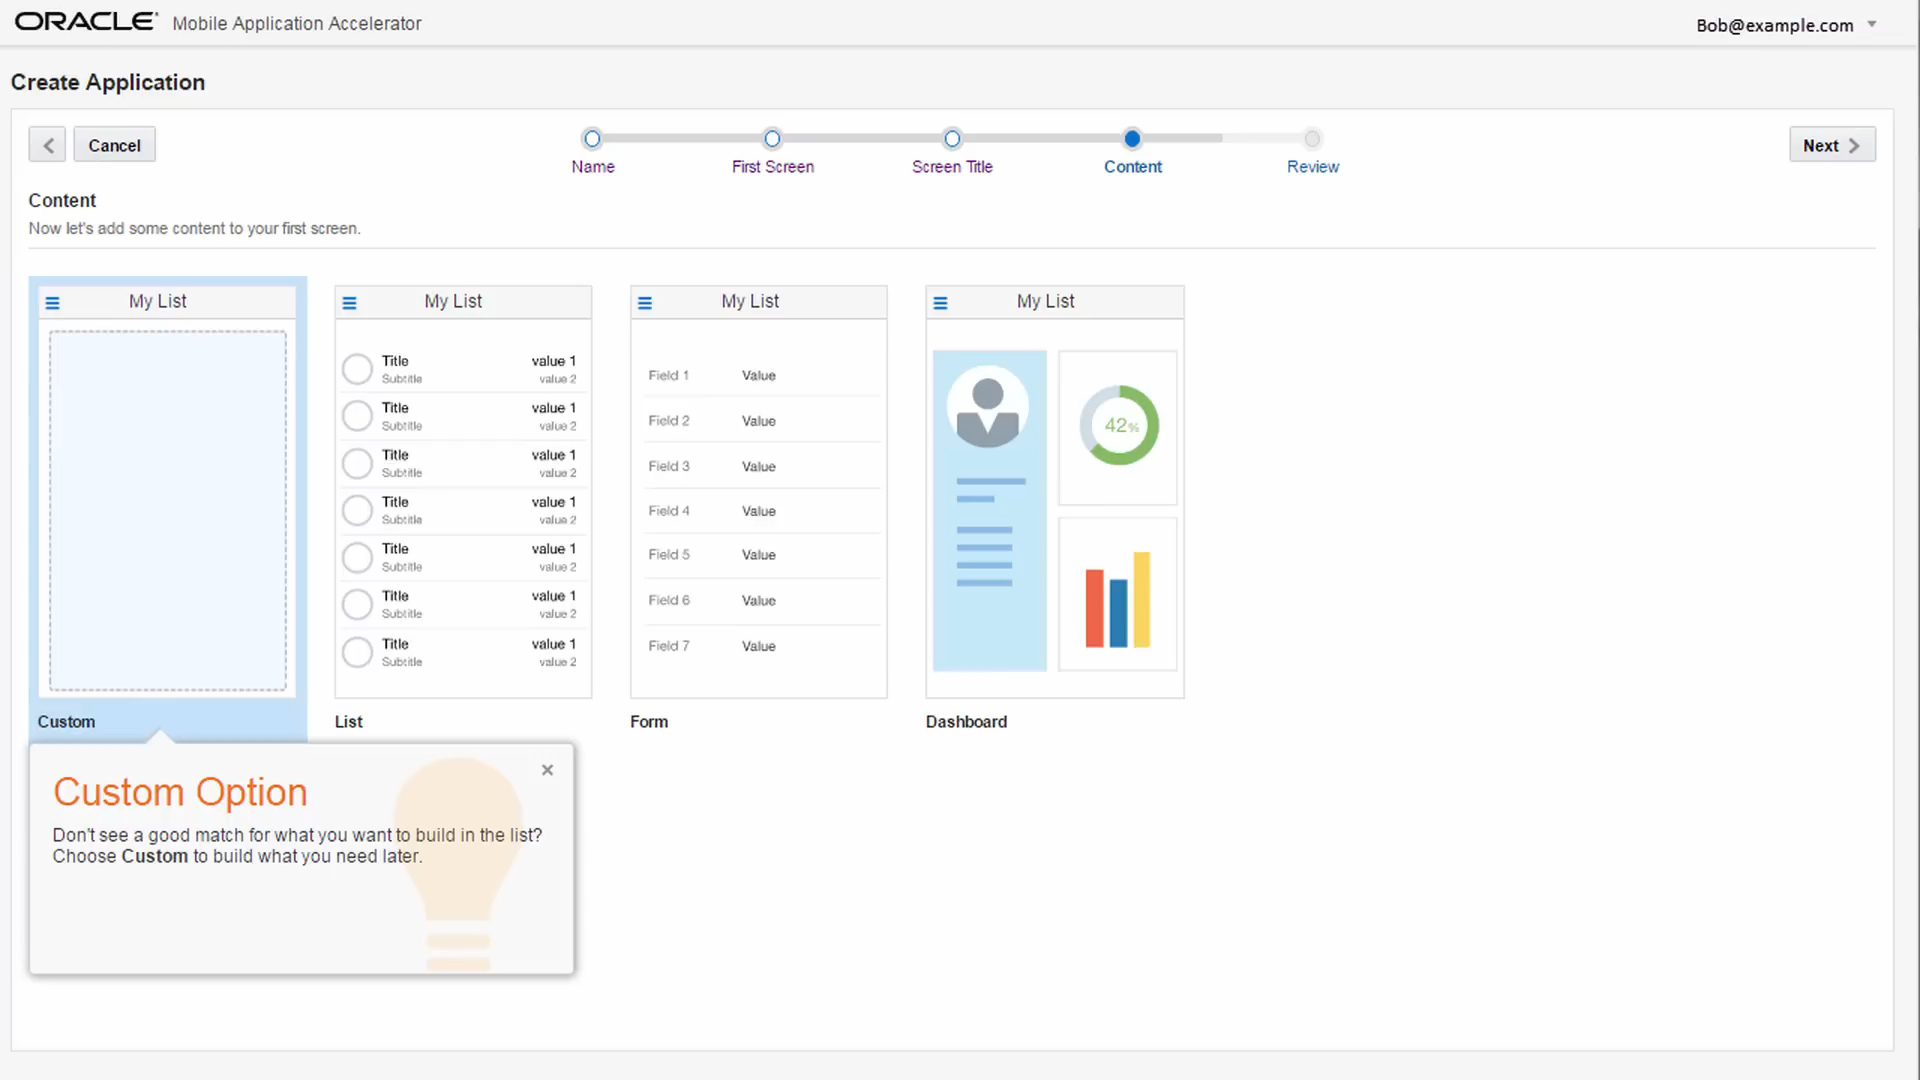 ORACLE Mobile Application Accelerator
Bob@example.com
Create Application
Cancel
Name
First Screen
Screen Title
Content
Review
Next
Content
Now let's add some content to your first screen.
My List
Custom
My List
Title value 1
Subtitle value 2
Title value 1
Subtitle value 2
Title value 1
Subtitle value 2
Title value 1
Subtitle value 2
Title value 1
Subtitle value 2
Title value 1
Subtitle value 2
Title value 1
Subtitle value 2
List
My List
Field 1 Value
Field 2 Value
Field 3 Value
Field 4 Value
Field 5 Value
Field 6 Value
Field 7 Value
Form
My List
42%
Dashboard
Custom Option
Don't see a good match for what you want to build in the list?
Choose Custom to build what you need later.